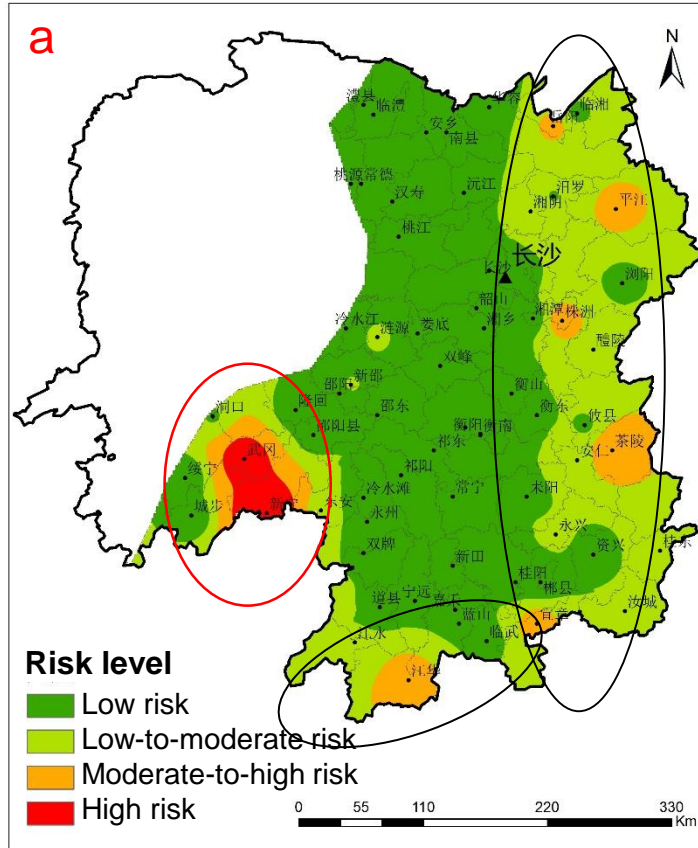 a
N
澧县
临澧
华容
临湘
岳阳
安乡
南县
桃源
常德
汉寿
沅江
汨罗
湘阴
平江
桃江
长沙
长沙
浏阳
韶山
冷水江
涟源
娄底
湘乡
湘潭
株洲
双峰
醴陵
新邵
邵阳
衡山
隆回
洞口
邵东
衡东
攸县
邵阳县
衡阳
衡南
武冈
祁东
茶陵
安仁
绥宁
祁阳
冷水滩
常宁
耒阳
城步
新宁
东安
永州
永兴
双牌
资兴
桂东
新田
桂阳
郴县
道县
宁远
嘉禾
汝城
蓝山
宜章
江永
临武
江华
Risk level
Low risk
Low-to-moderate risk
Moderate-to-high risk
High risk
0 55 110 220 330
Km